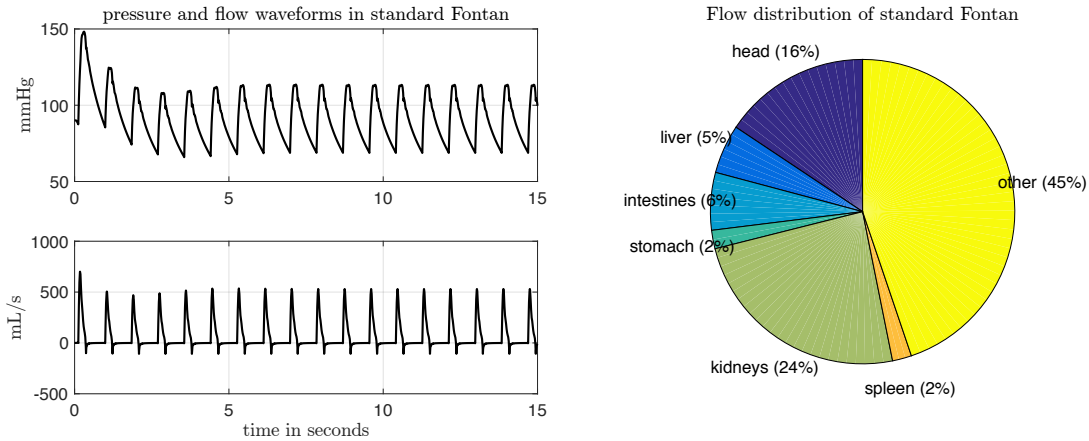 pressure and flow waveforms in standard Fontan
150
100
50
mmHg
0
5
10
15
1000
500
0
-500
mL/s
0
5
10
15
time in seconds
Flow distribution of standard Fontan
head (16%)
liver (5%)
intestines (6%)
stomach (2%)
kidneys (24%)
spleen (2%)
other (45%)